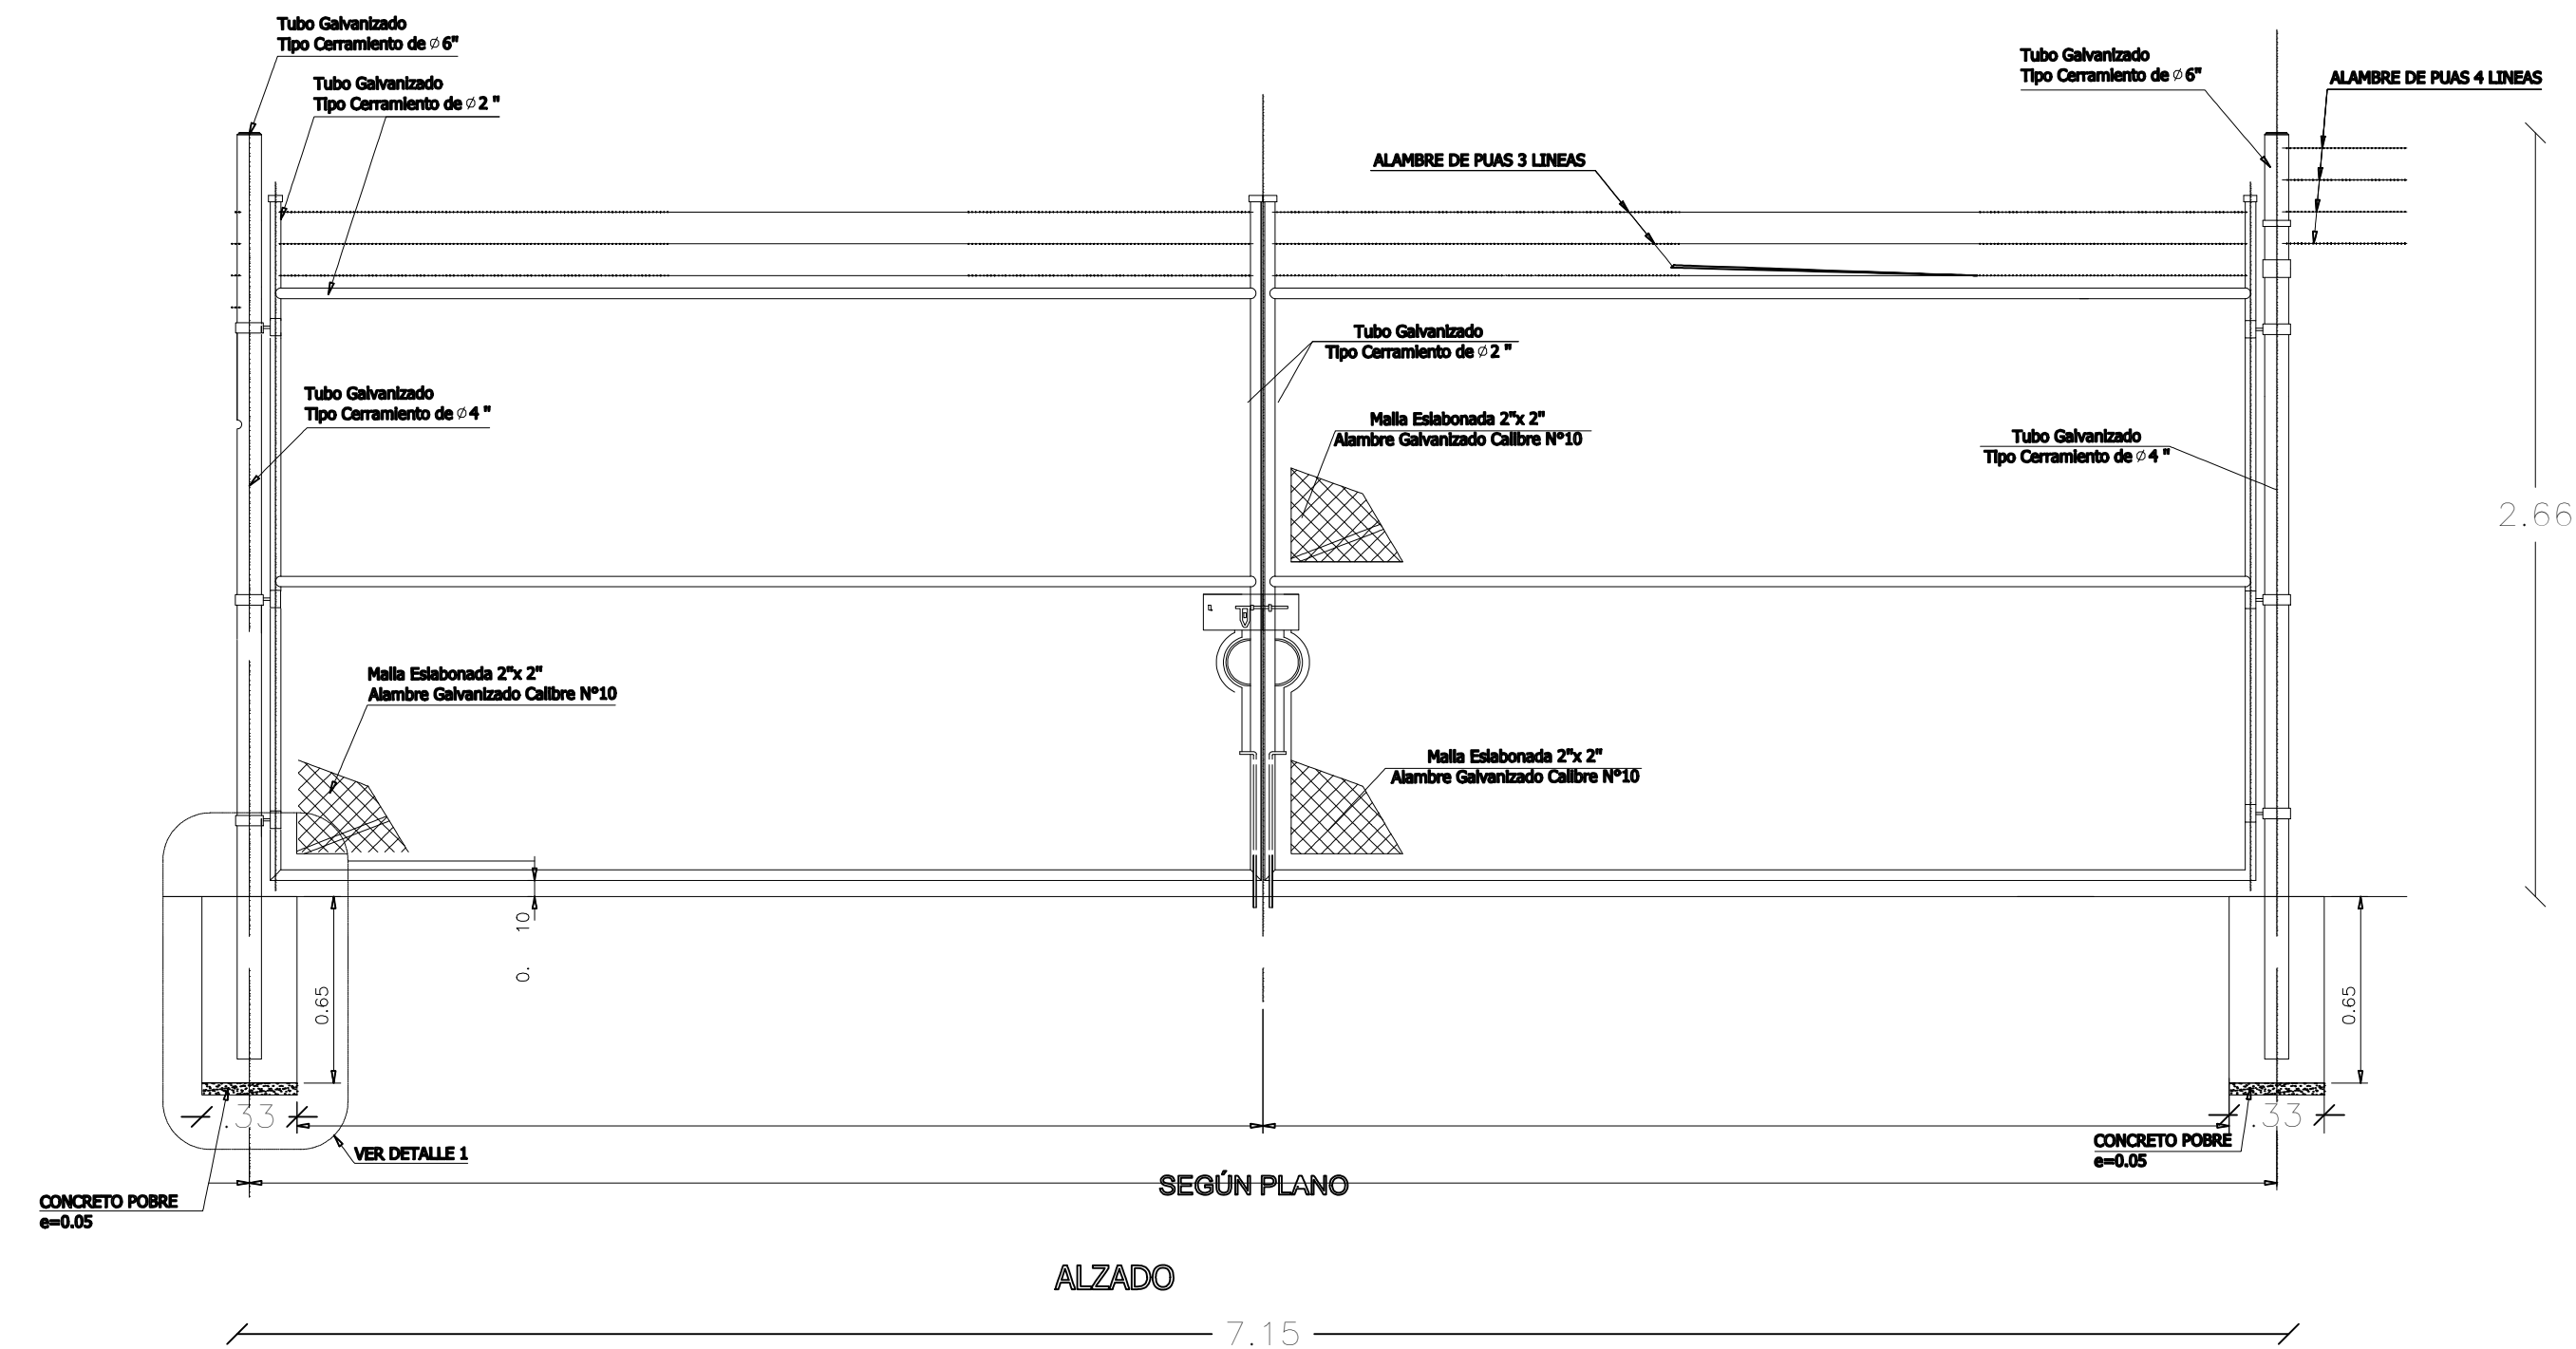 Tubo Galvanizado
Tipo Cerramiento de ∅6"
Tubo Galvanizado
Tipo Cerramiento de ∅2 "
Tubo Galvanizado
Tipo Cerramiento de ∅6"
ALAMBRE DE PUAS 4 LINEAS
ALAMBRE DE PUAS 3 LINEAS
Tubo Galvanizado
Tipo Cerramiento de ∅2 "
Tubo Galvanizado
Tipo Cerramiento de ∅4 "
Malla Eslabonada 2"x 2"
Alambre Galvanizado Calibre N°10
Tubo Galvanizado
Tipo Cerramiento de ∅4 "
2.66
Malla Eslabonada 2"x 2"
Alambre Galvanizado Calibre N°10
Malla Eslabonada 2"x 2"
Alambre Galvanizado Calibre N°10
0. 10
0.65
0.65
.33
.33
VER DETALLE 1
CONCRETO POBRE
e=0.05
CONCRETO POBRE
e=0.05
SEGÚN PLANO
ALZADO
7.15